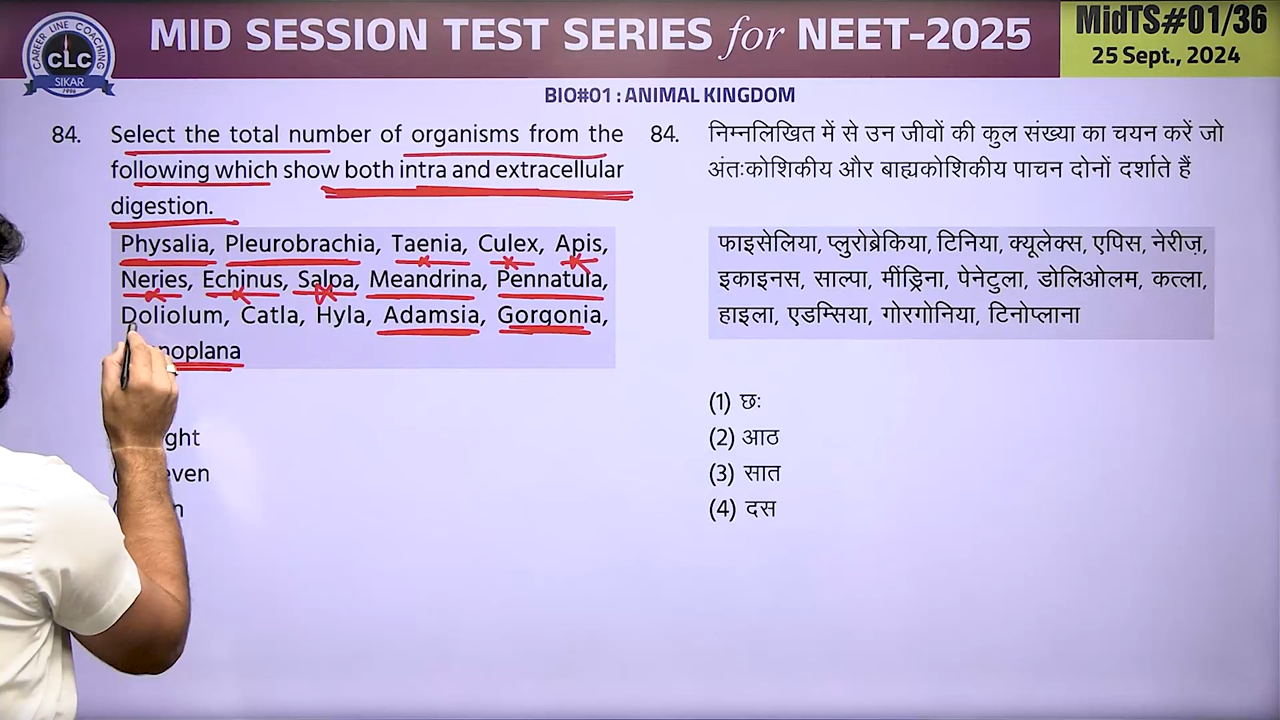 CAREER LINE COACHING
CLC
SIKAR
1996
MID SESSION TEST SERIES for NEET-2025
MidTS#01/36
25 Sept., 2024
BIO#01 : ANIMAL KINGDOM
84. Select the total number of organisms from the
following which show both intra and extracellular
digestion.
Physalia, Pleurobrachia, Taenia, Culex, Apis,
Neries, Echinus, Salpa, Meandrina, Pennatula,
Doliolum, Catla, Hyla, Adamsia, Gorgonia,
noplana
ght
even
n
84. निम्नलिखित में से उन जीवों की कुल संख्या का चयन करें जो
अंतःकोशिकीय और बाह्यकोशिकीय पाचन दोनों दर्शाते हैं
फाइसेलिया, प्लुरोब्रेकिया, टिनिया, क्यूलेक्स, एपिस, नेरीज़,
इकाइनस, साल्पा, मींड्रिना, पेनेटुला, डोलिओलम, कत्ला,
हाइला, एडम्सिया, गोरगोनिया, टिनोप्लाना
(1) छः
(2) आठ
(3) सात
(4) दस